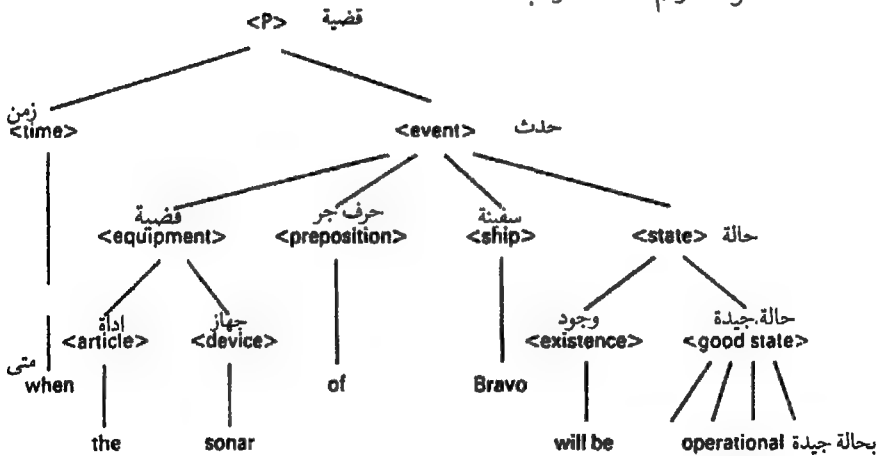 <P> قضية
زمن
<time>
<event> حدث
قضية حرف جر سفينة
<equipment> <preposition> <ship> <state> حالة
اداة جهاز وجود حالة جيدة
<article> <device> <existence> <good state>
متى
when of Bravo
the sonar will be operational بحالة جيدة